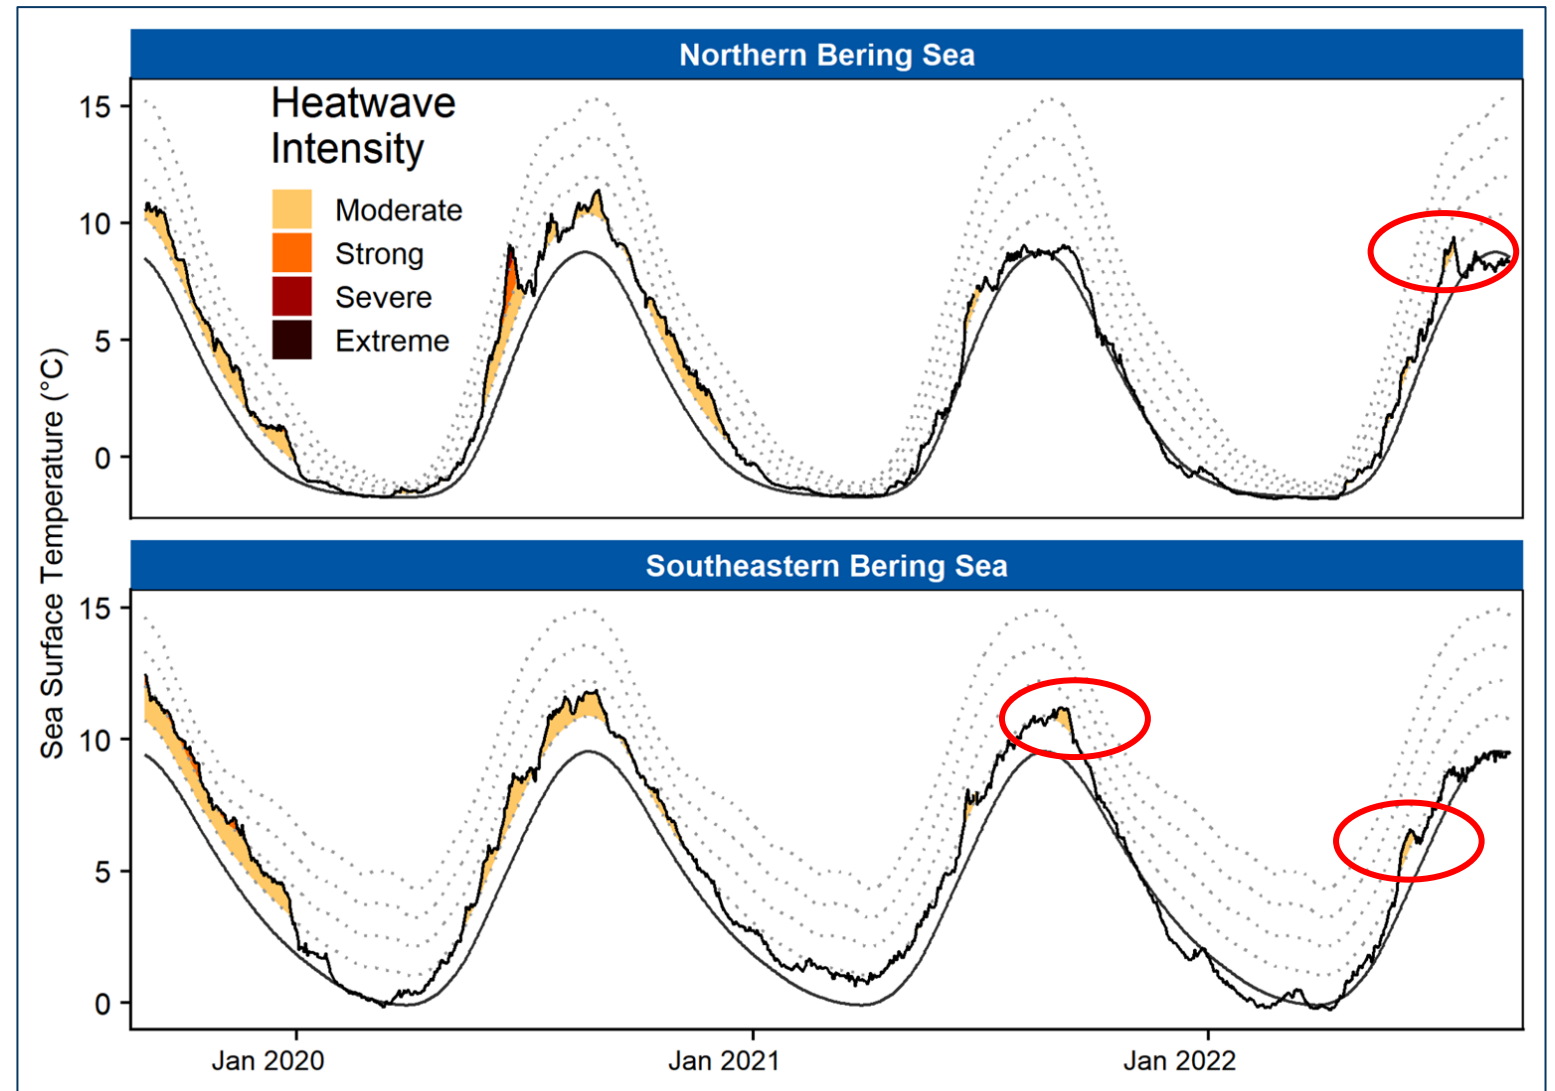 Northern Bering Sea
Heatwave
Intensity
Moderate
Strong
Severe
Extreme
15
10
5
0
Sea Surface Temperature (°C)
Southeastern Bering Sea
15
10
5
0
Jan 2020
Jan 2021
Jan 2022